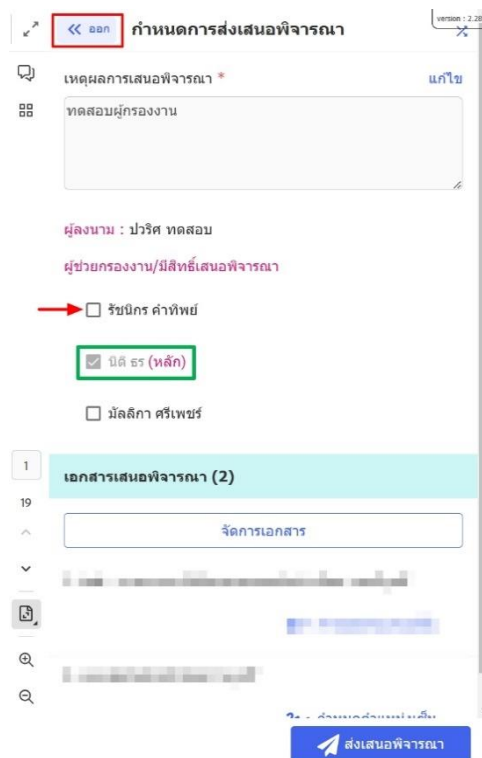 ออก กำหนดการส่งเสนอพิจารณา version : 2.28
เหตุผลการเสนอพิจารณา * แก้ไข
ทดสอบผู้กรองงาน
ผู้ลงนาม : ปวริศ ทดสอบ
ผู้ช่วยกรองงาน/มีสิทธิ์เสนอพิจารณา
รัชนิกร คำทิพย์
นิติ ธร (หลัก)
มัลลิกา ศรีเพชร์
1
เอกสารเสนอพิจารณา (2)
19
จัดการเอกสาร
ส่งเสนอพิจารณา